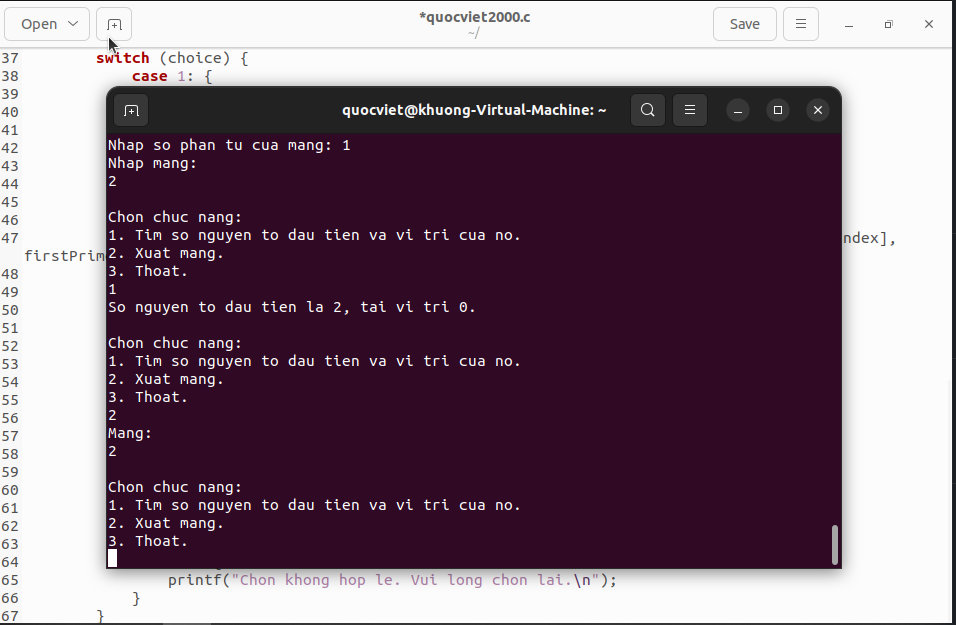 Open
*quocviet2000.c
~/
Save
37 switch (choice) {
38 case 1: {
39
40
41
42
43
44
45
46
47 ndex],
firstPrim
48
49
50
51
52
53
54
55
56
57
58
59
60
61
62
63
64
65 printf("Chon khong hop le. Vui long chon lai.\n");
66 }
67 }
quocviet@khuong-Virtual-Machine: ~
Nhap so phan tu cua mang: 1
Nhap mang:
2
Chon chuc nang:
1. Tim so nguyen to dau tien va vi tri cua no.
2. Xuat mang.
3. Thoat.
1
So nguyen to dau tien la 2, tai vi tri 0.
Chon chuc nang:
1. Tim so nguyen to dau tien va vi tri cua no.
2. Xuat mang.
3. Thoat.
2
Mang:
2
Chon chuc nang:
1. Tim so nguyen to dau tien va vi tri cua no.
2. Xuat mang.
3. Thoat.